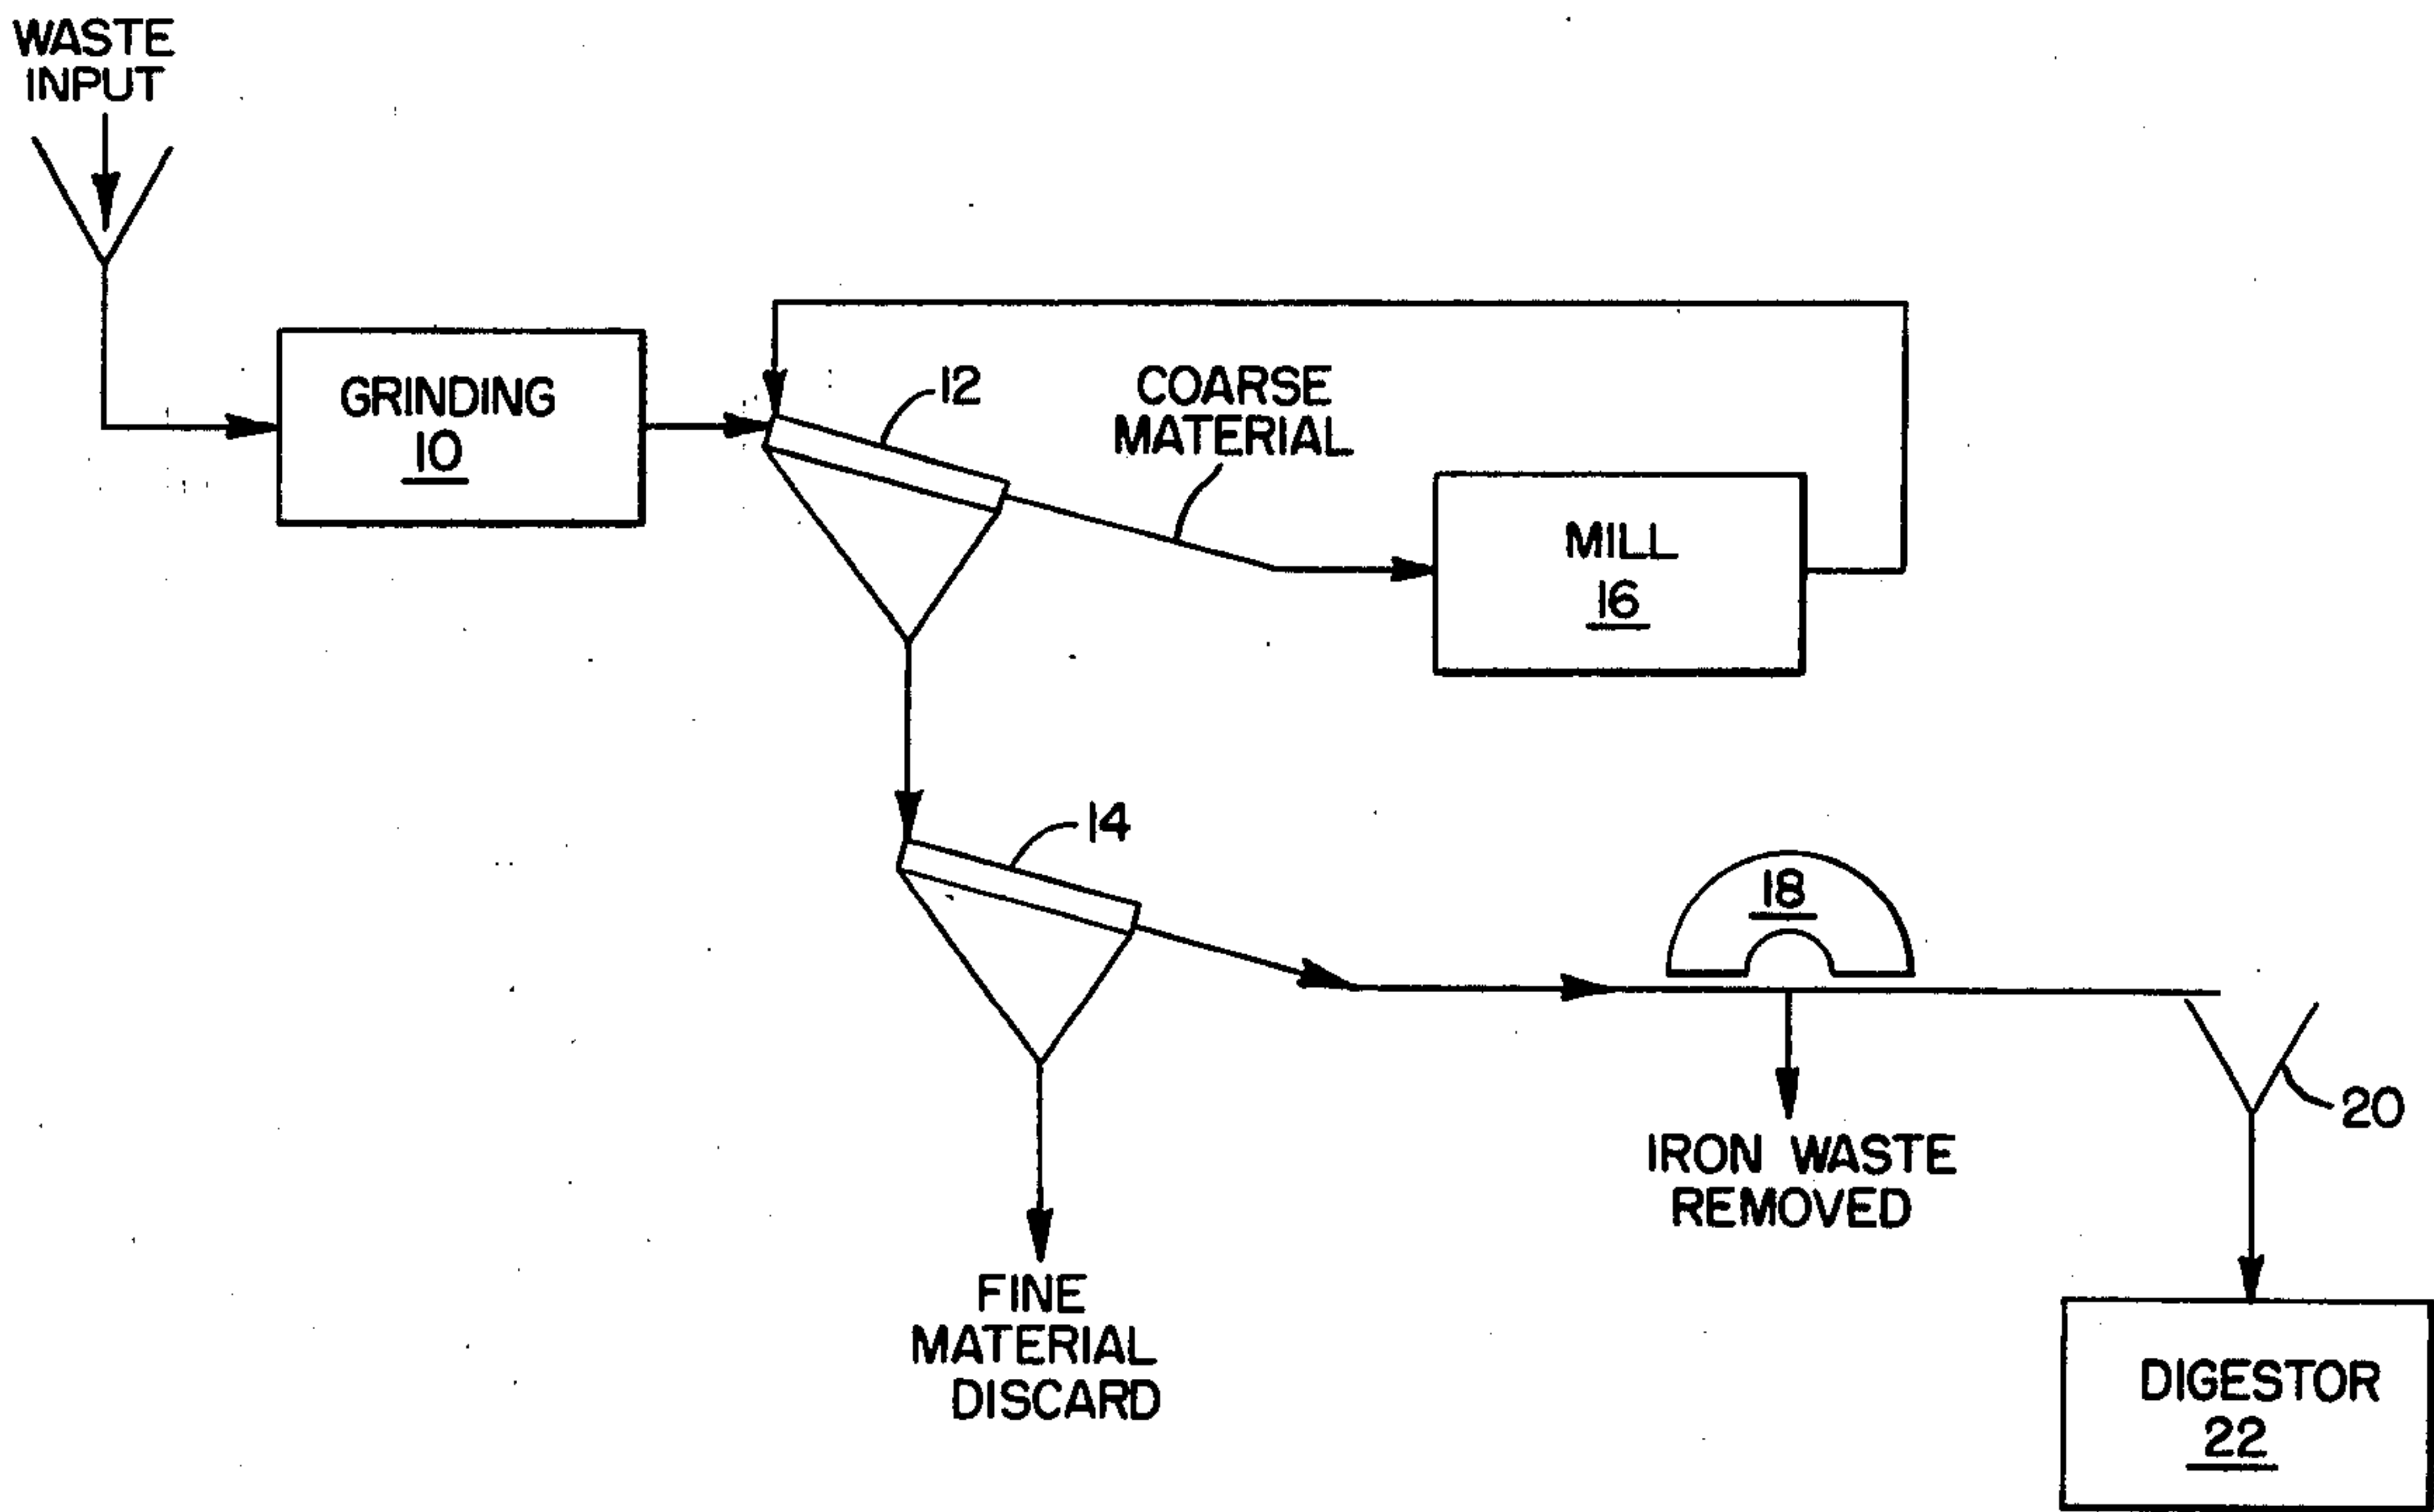 WASTE
INPUT
GRINDING
10
12
COARSE
MATERIAL
MILL
16
14
18
20
IRON WASTE
REMOVED
FINE
MATERIAL
DISCARD
DIGESTOR
22